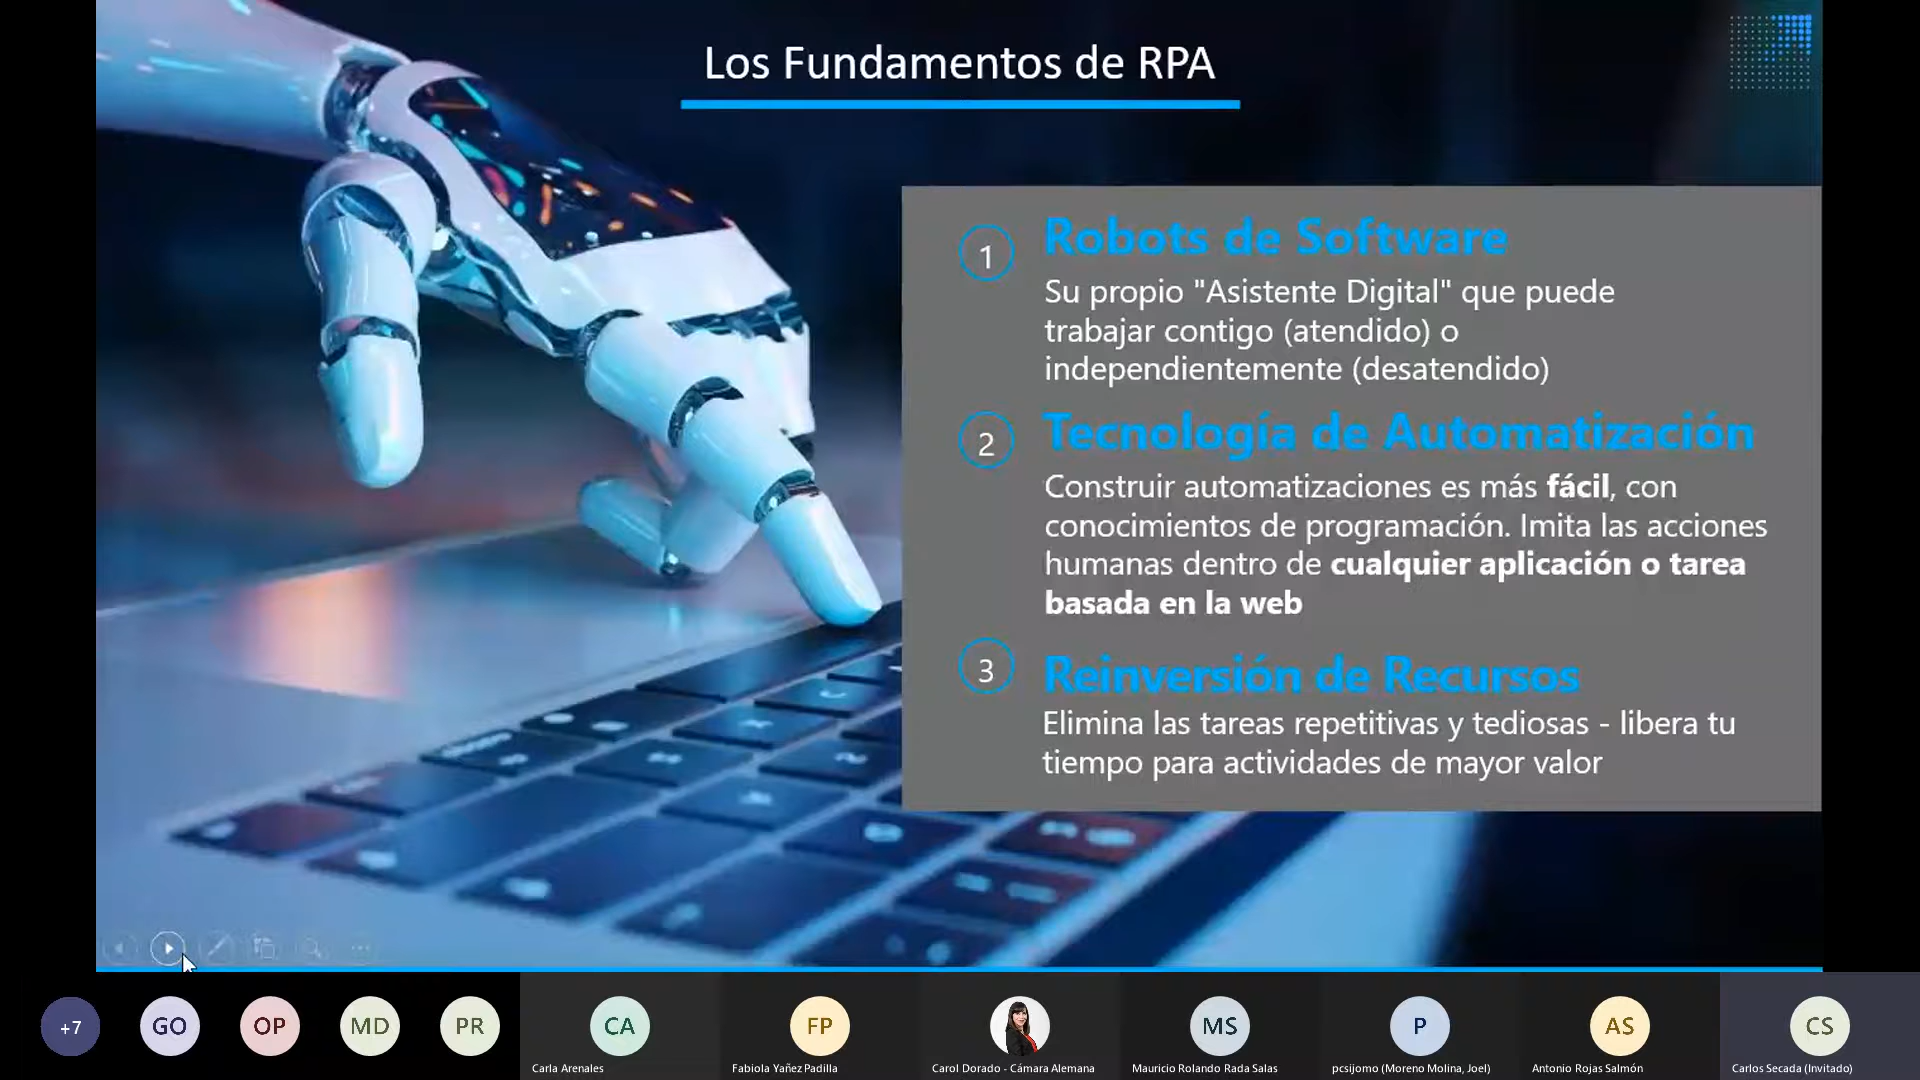 Los Fundamentos de RPA
1
Robots de Software
Su propio "Asistente Digital" que puede
trabajar contigo (atendido) o
independientemente (desatendido)
2
Tecnología de Automatización
Construir automatizaciones es más fácil, con
conocimientos de programación. Imita las acciones
humanas dentro de cualquier aplicación o tarea
basada en la web
3
Reinversión de Recursos
Elimina las tareas repetitivas y tediosas - libera tu
tiempo para actividades de mayor valor
+7
GO
OP
MD
PR
CA
FP
MS
P
AS
CS
Carla Arenales
Fabiola Yañez Padilla
Carol Dorado - Cámara Alemana
Mauricio Rolando Rada Salas
pcsijomo (Moreno Molina, Joel)
Antonio Rojas Salmón
Carlos Secada (Invitado)